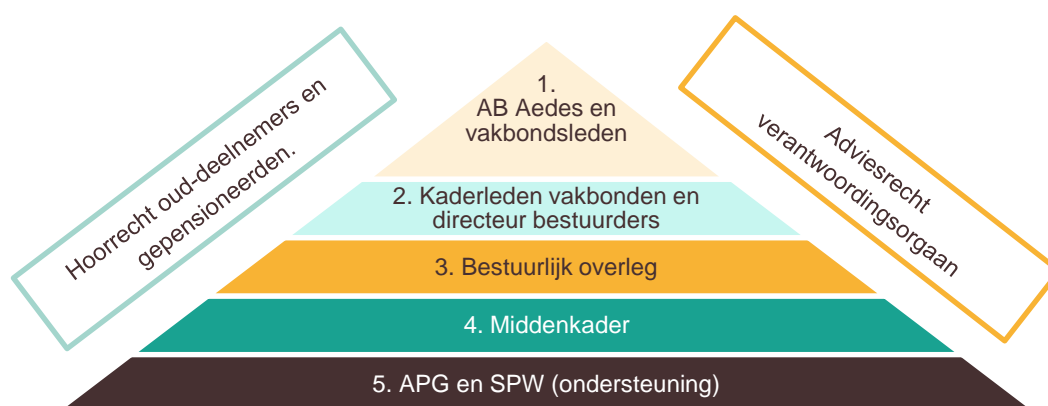 Hoorrecht oud-deelnemers en
gepensioneerden.
1.
AB Aedes en
vakbondsleden
Adviesrecht
verantwoordingsorgaan
2. Kaderleden vakbonden en
directeur bestuurders
3. Bestuurlijk overleg
4. Middenkader
5. APG en SPW (ondersteuning)